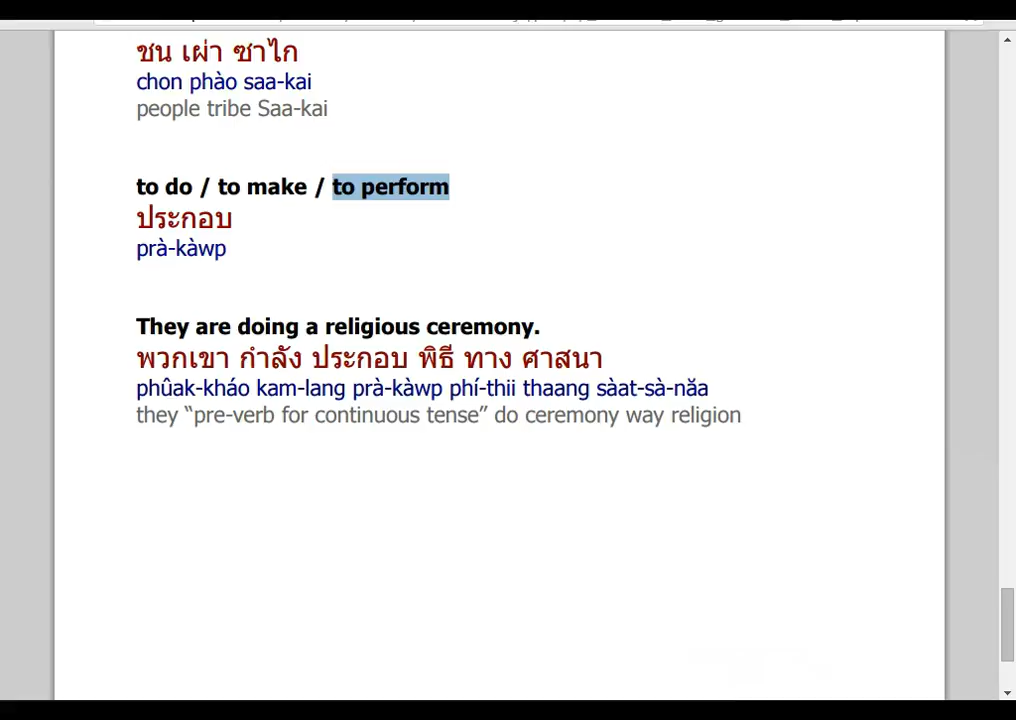 ชน เผ่า ซาไก
chon phào saa-kai
people tribe Saa-kai
to do / to make / to perform
ประกอบ
prà-kàwp
They are doing a religious ceremony.
พวกเขา กำลัง ประกอบ พิธี ทาง ศาสนา
phûak-kháo kam-lang prà-kàwp phí-thii thaang sàat-sà-năa
they “pre-verb for continuous tense” do ceremony way religion